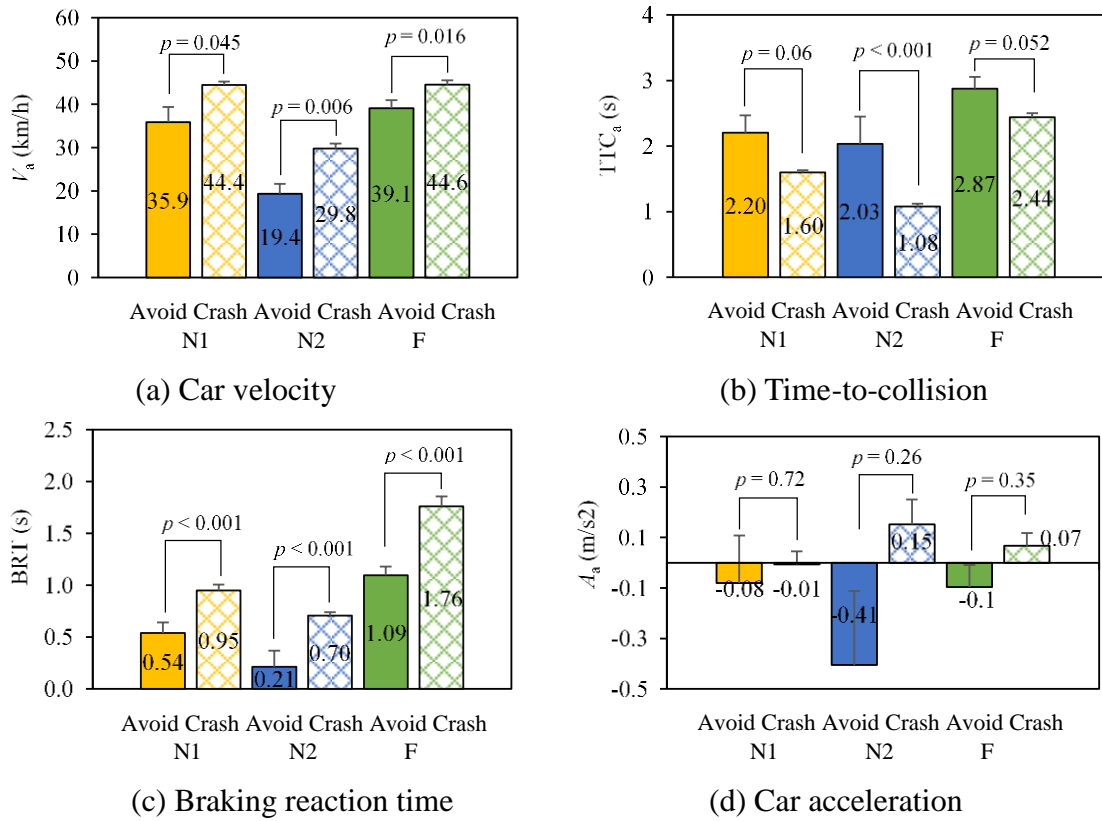 60
50
40
30
20
10
0
V_a (km/h)
p = 0.045
p = 0.006
p = 0.016
35.9
44.4
19.4
29.8
39.1
44.6
Avoid Crash Avoid Crash Avoid Crash
N1 N2 F
(a) Car velocity
4
3
2
1
0
TTC_a (s)
p = 0.06
p < 0.001
p = 0.052
2.20
1.60
2.03
1.08
2.87
2.44
Avoid Crash Avoid Crash Avoid Crash
N1 N2 F
(b) Time-to-collision
2.5
2.0
1.5
1.0
0.5
0.0
BRT (s)
p < 0.001
p < 0.001
p < 0.001
0.54
0.95
0.21
0.70
1.09
1.76
Avoid Crash Avoid Crash Avoid Crash
N1 N2 F
(c) Braking reaction time
0.5
0.3
0.1
-0.1
-0.3
-0.5
A_a (m/s2)
p = 0.72
p = 0.26
p = 0.35
-0.08
-0.01
-0.41
0.15
-0.1
0.07
Avoid Crash Avoid Crash Avoid Crash
N1 N2 F
(d) Car acceleration